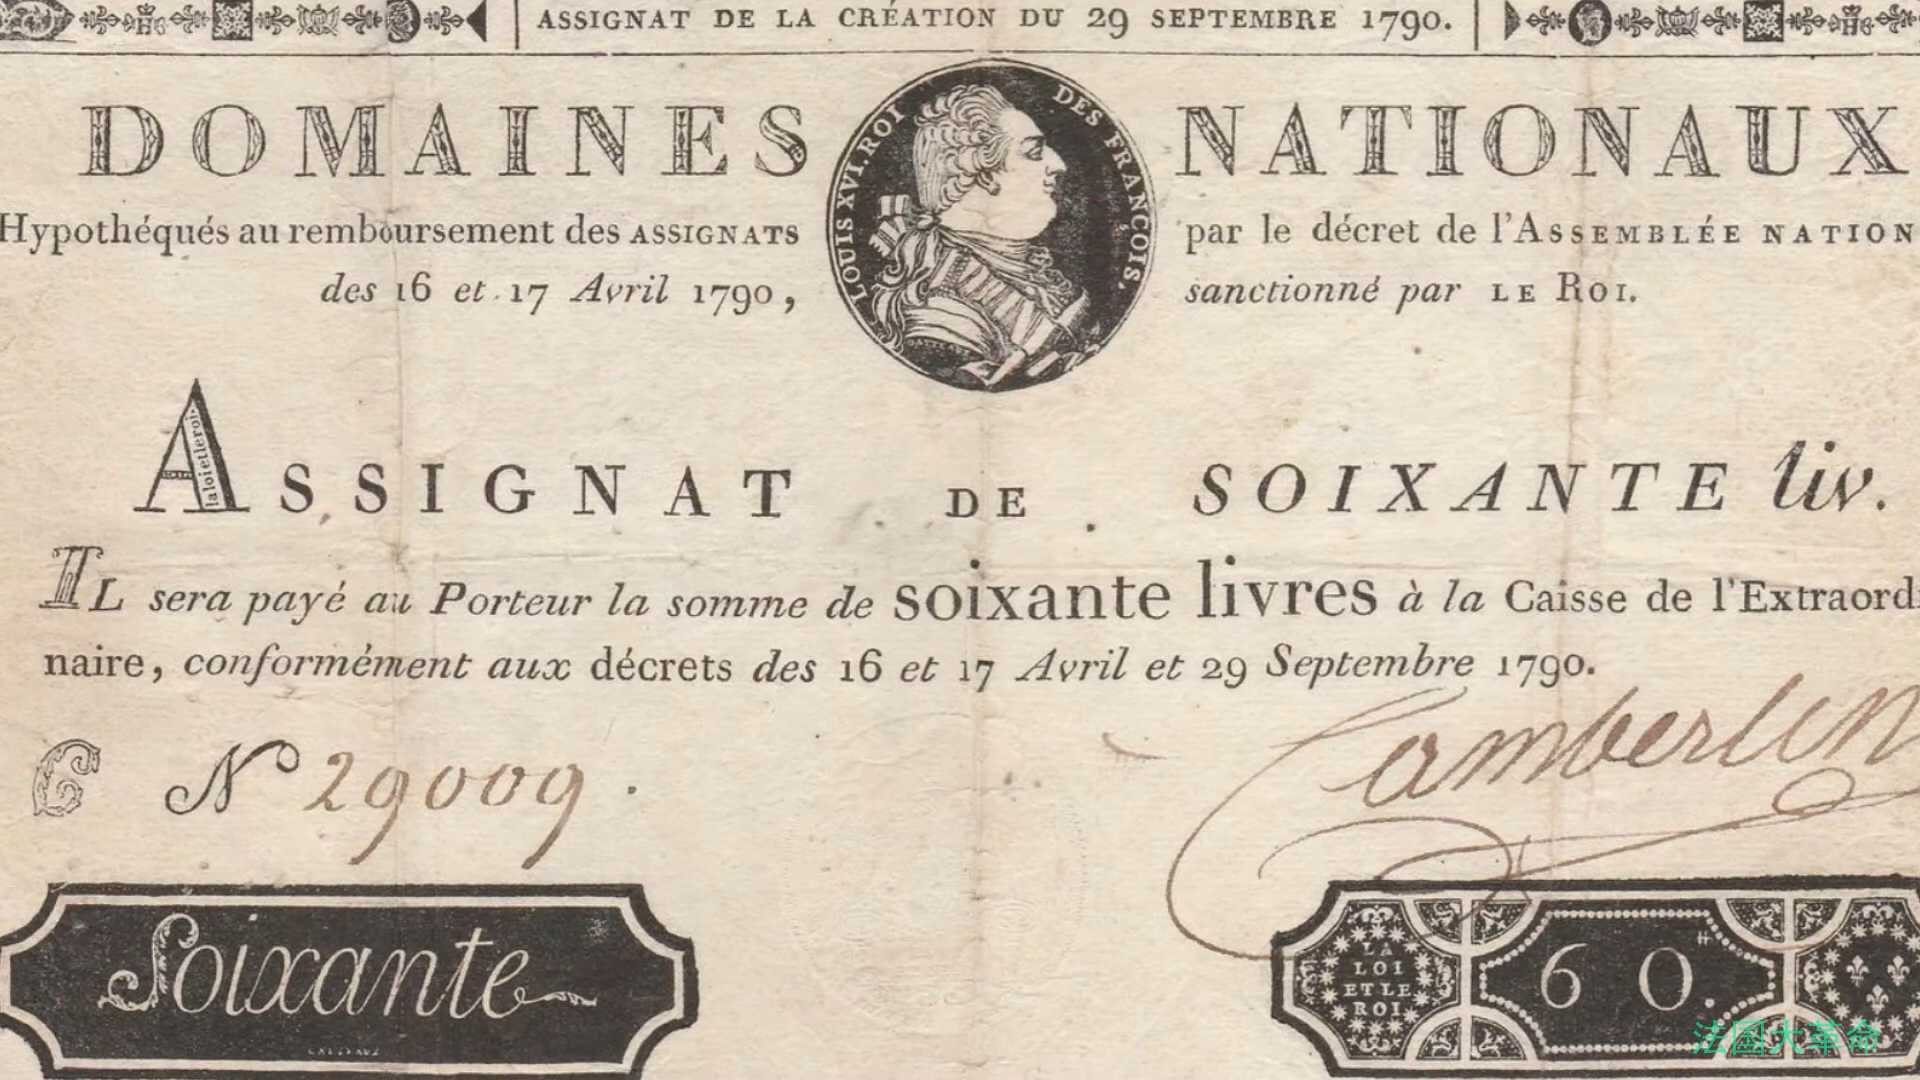 ASSIGNAT DE LA CRÉATION DU 29 SEPTEMBRE 1790.
DOMAINES NATIONAUX
LOUIS XVI. ROI DES FRANÇOIS.
Hypothéqués au remboursement des ASSIGNATS par le décret de l'ASSEMBLÉE NATION
des 16 et 17 Avril 1790, sanctionné par LE ROI.
ASSIGNAT DE SOIXANTE liv.
la loi et le roi.
IL sera payé au Porteur la somme de soixante livres à la Caisse de l'Extraordi
naire, conformément aux décrets des 16 et 17 Avril et 29 Septembre 1790.
C N° 29009.
Camberlin
Soixante
LA
LOI
ET LE
ROI
60.
法国大革命